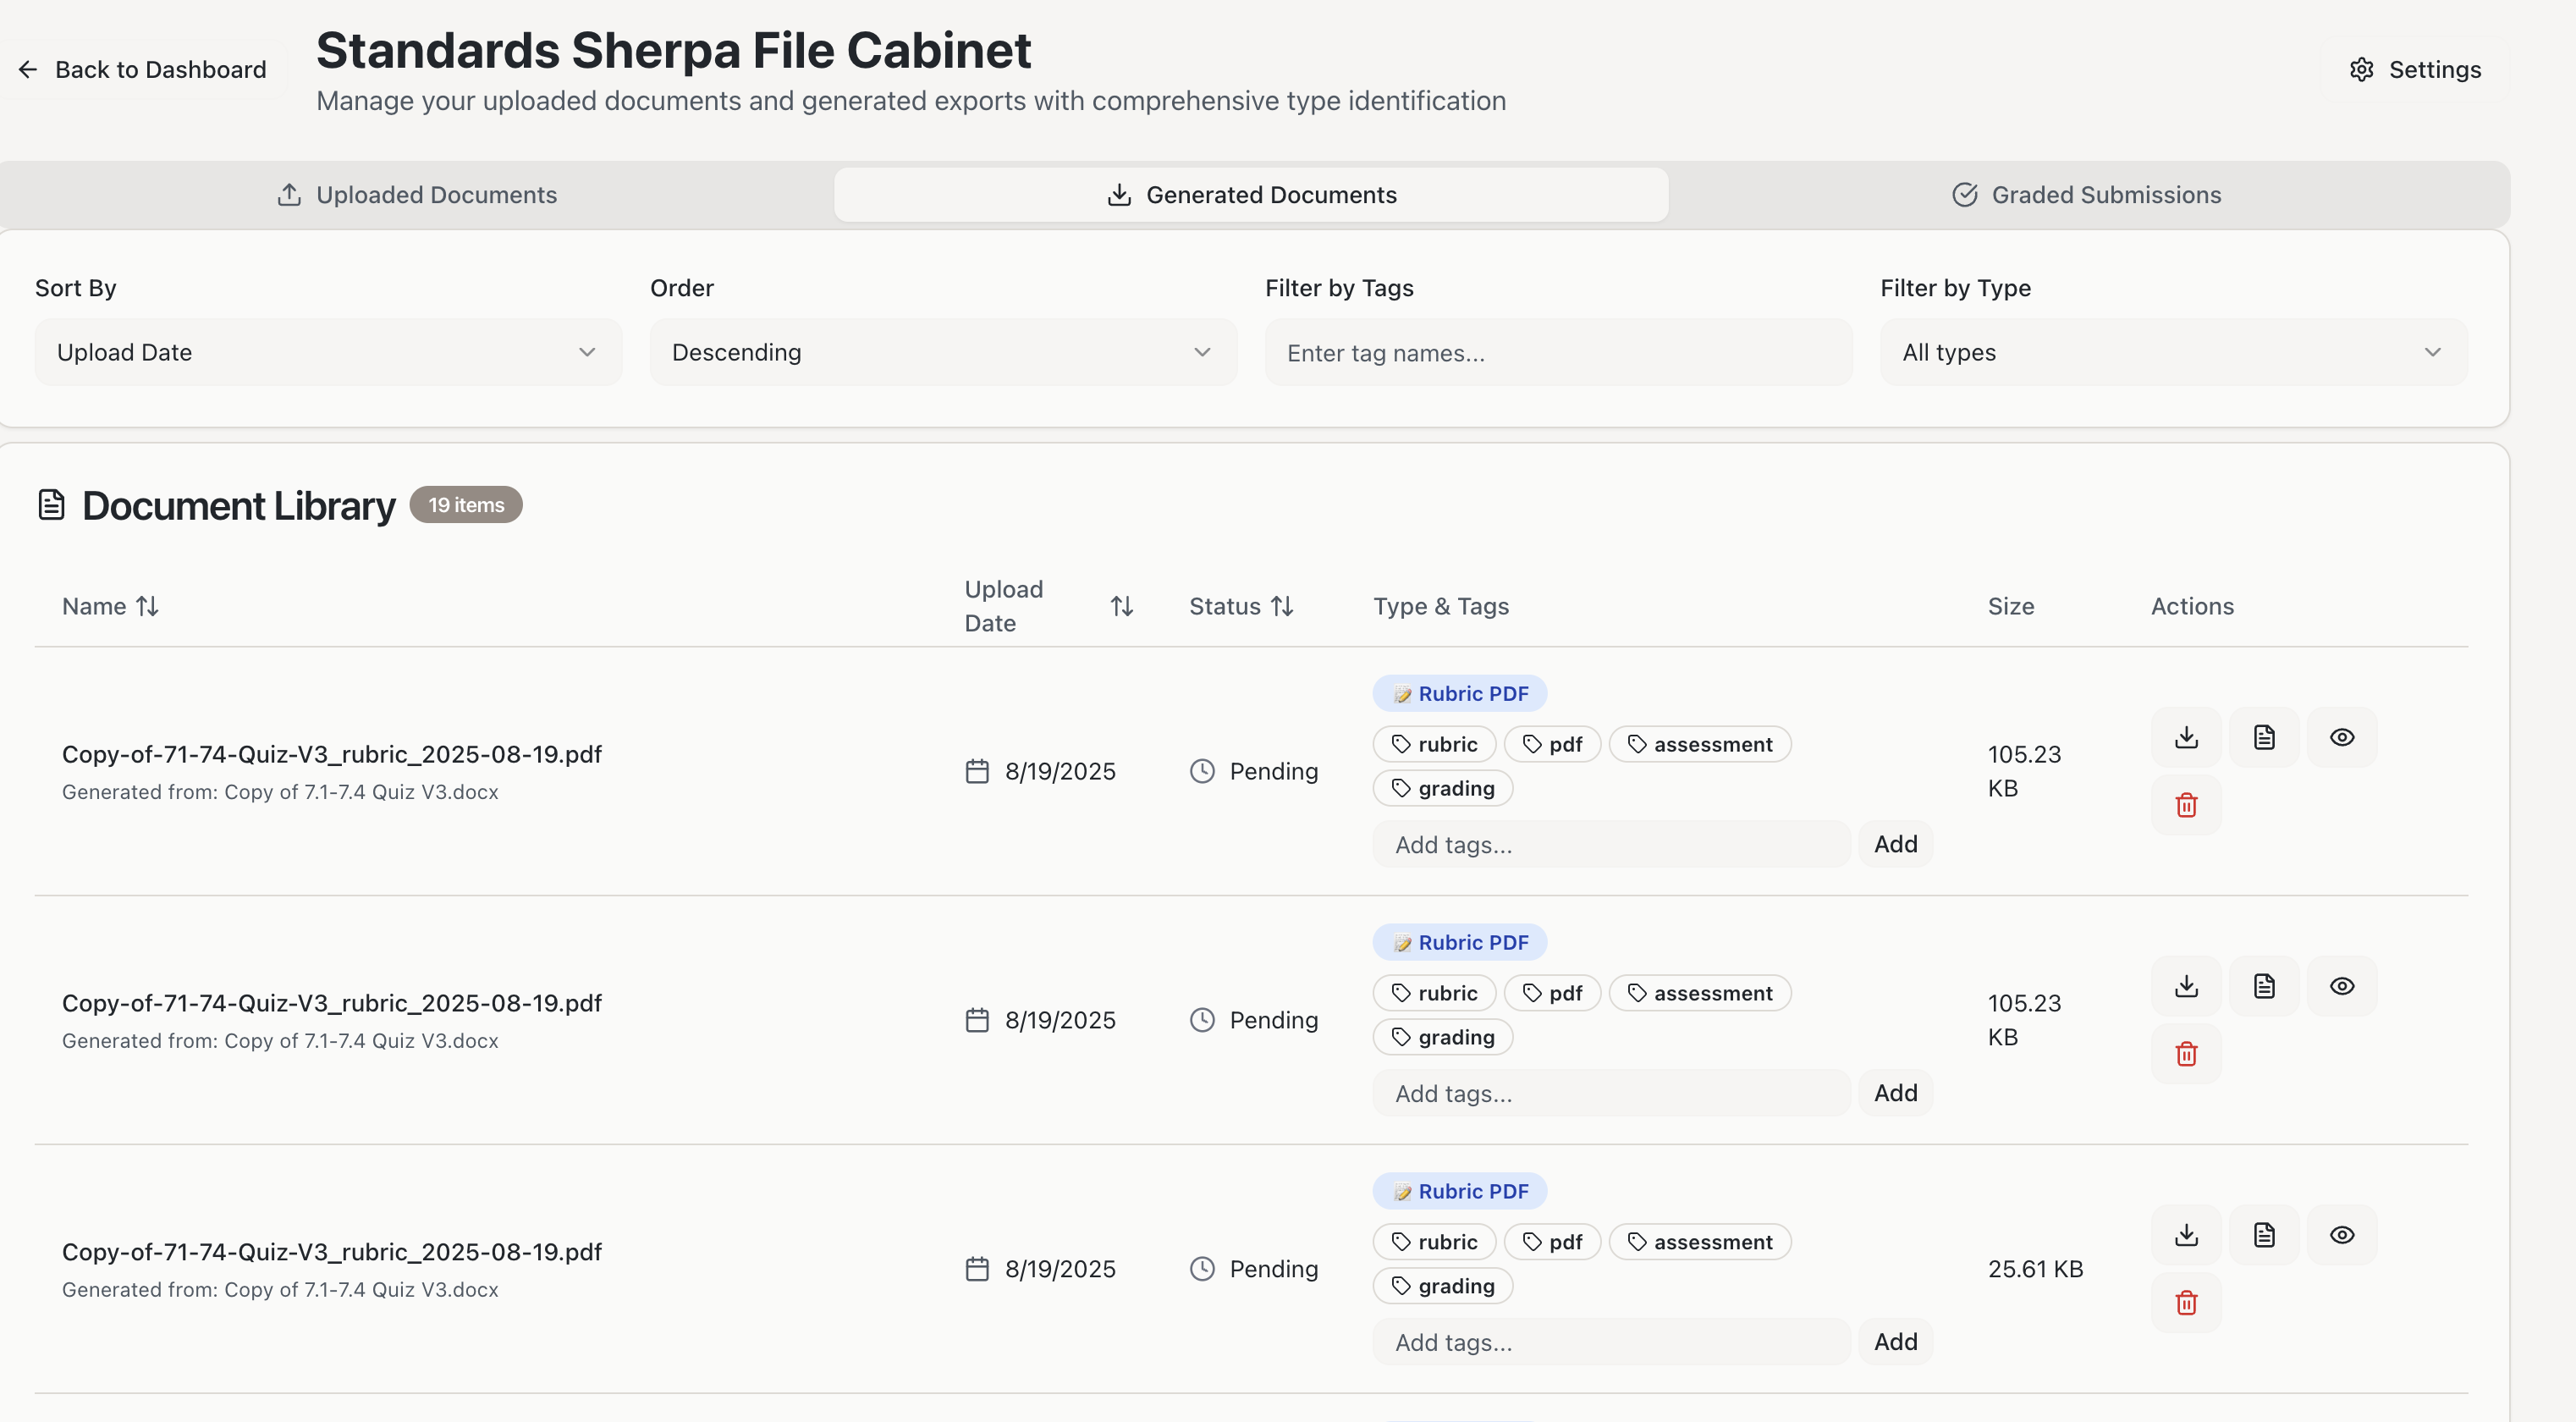 Back to Dashboard
Standards Sherpa File Cabinet
Manage your uploaded documents and generated exports with comprehensive type identification
Settings
Uploaded Documents
Generated Documents
Graded Submissions
Sort By
Order
Filter by Tags
Filter by Type
Upload Date
Descending
Enter tag names...
All types
Document Library
19 items
Name
Upload
Date
Status
Type & Tags
Size
Actions
Copy-of-71-74-Quiz-V3_rubric_2025-08-19.pdf
Generated from: Copy of 7.1-7.4 Quiz V3.docx
8/19/2025
Pending
Rubric PDF
rubric
pdf
assessment
grading
Add tags...
Add
105.23
KB
Copy-of-71-74-Quiz-V3_rubric_2025-08-19.pdf
Generated from: Copy of 7.1-7.4 Quiz V3.docx
8/19/2025
Pending
Rubric PDF
rubric
pdf
assessment
grading
Add tags...
Add
105.23
KB
Copy-of-71-74-Quiz-V3_rubric_2025-08-19.pdf
Generated from: Copy of 7.1-7.4 Quiz V3.docx
8/19/2025
Pending
Rubric PDF
rubric
pdf
assessment
grading
Add tags...
Add
25.61 KB